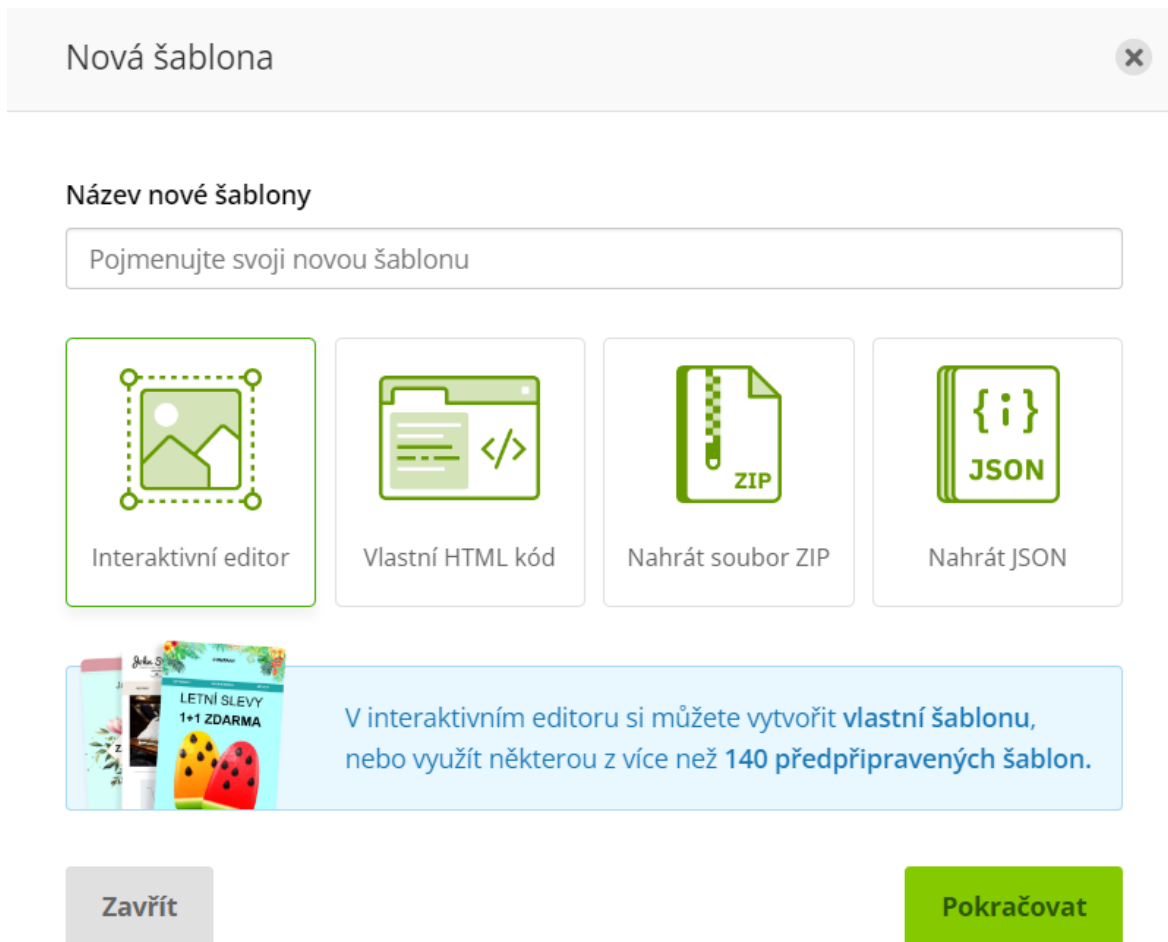 Nová šablona
Název nové šablony
Pojmenujte svoji novou šablonu
ZIP
{i}
JSON
</>
Interaktivní editor
Vlastní HTML kód
Nahrát soubor ZIP
Nahrát JSON
LETNÍ SLEVY
1+1 ZDARMA
V interaktivním editoru si můžete vytvořit vlastní šablonu,
nebo využít některou z více než 140 předpřipravených šablon.
Zavřít
Pokračovat